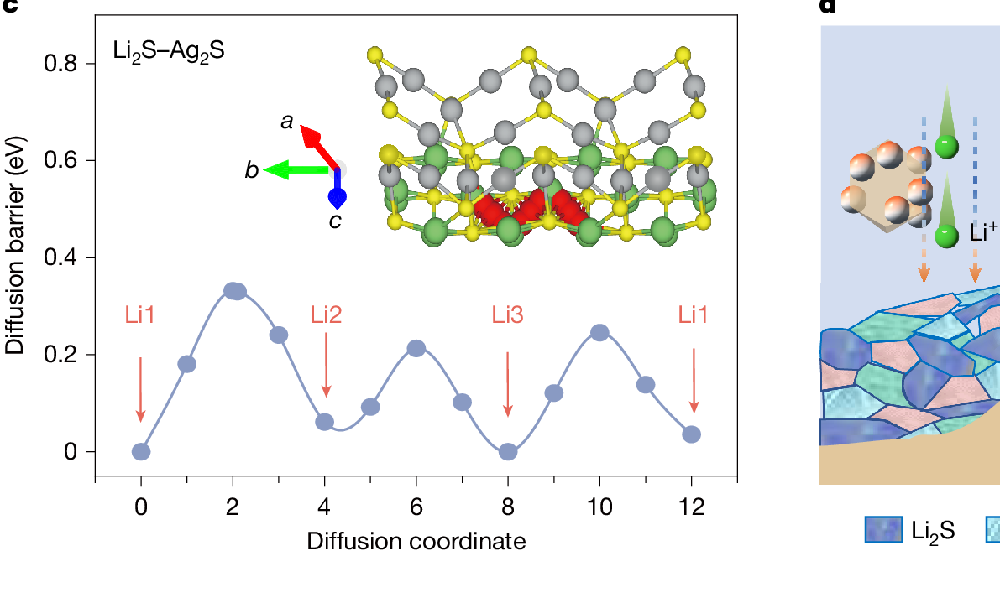 c
Li2S–Ag2S
0.8
0.6
0.4
0.2
0
Diffusion barrier (eV)
a
b
c
Li1
Li2
Li3
Li1
0 2 4 6 8 10 12
Diffusion coordinate
d
Li+
Li2S